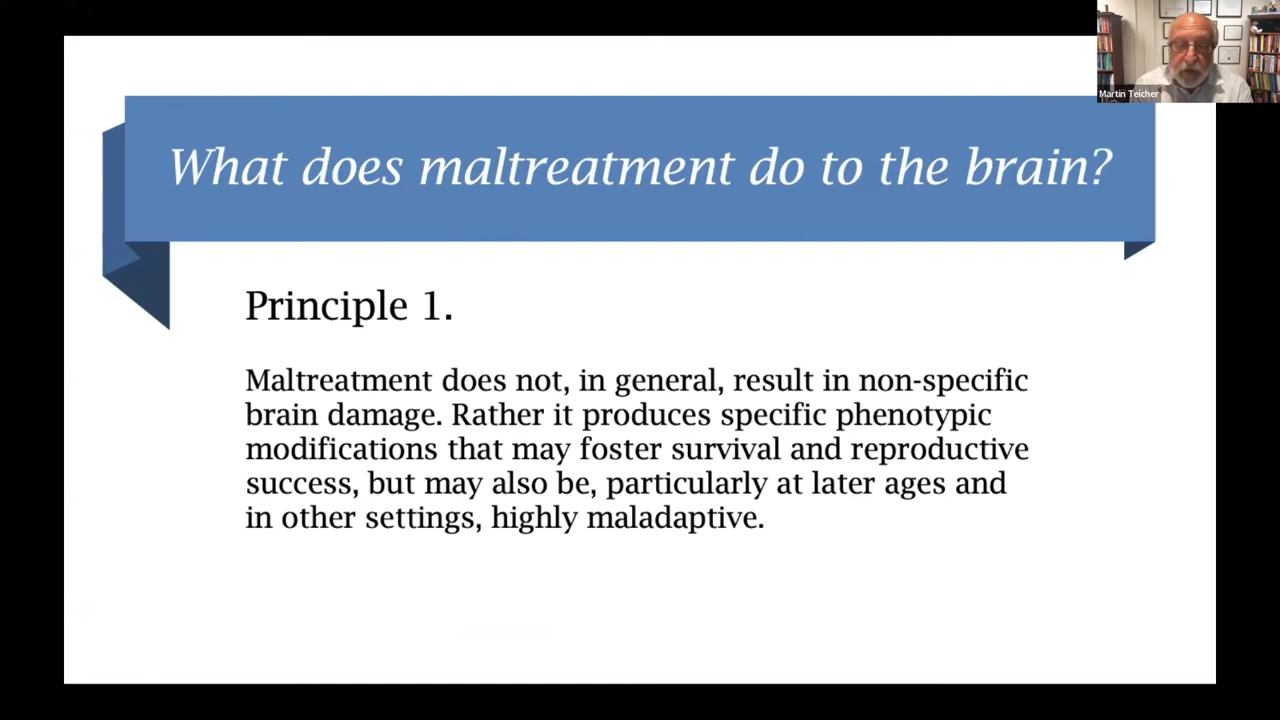 Martin Teicher
What does maltreatment do to the brain?
Principle 1.
Maltreatment does not, in general, result in non-specific
brain damage. Rather it produces specific phenotypic
modifications that may foster survival and reproductive
success, but may also be, particularly at later ages and
in other settings, highly maladaptive.